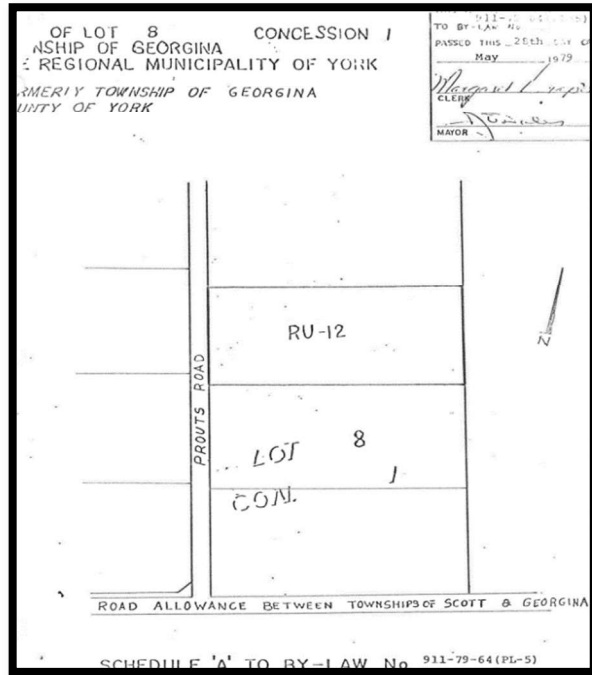 OF LOT 8 CONCESSION 1
NSHIP OF GEORGINA
E REGIONAL MUNICIPALITY OF YORK
RMERLY TOWNSHIP OF GEORGINA
UNTY OF YORK
TO BY-LAW No
PASSED THIS 28th
May 1979
Margaret
CLERK
MAYOR
RU-12
N
PROUTS ROAD
LOT 8
CON. 1
ROAD ALLOWANCE BETWEEN TOWNSHIPS OF SCOTT & GEORGINA
SCHEDULE 'A' TO BY-LAW No 911-79-64(PL-5)